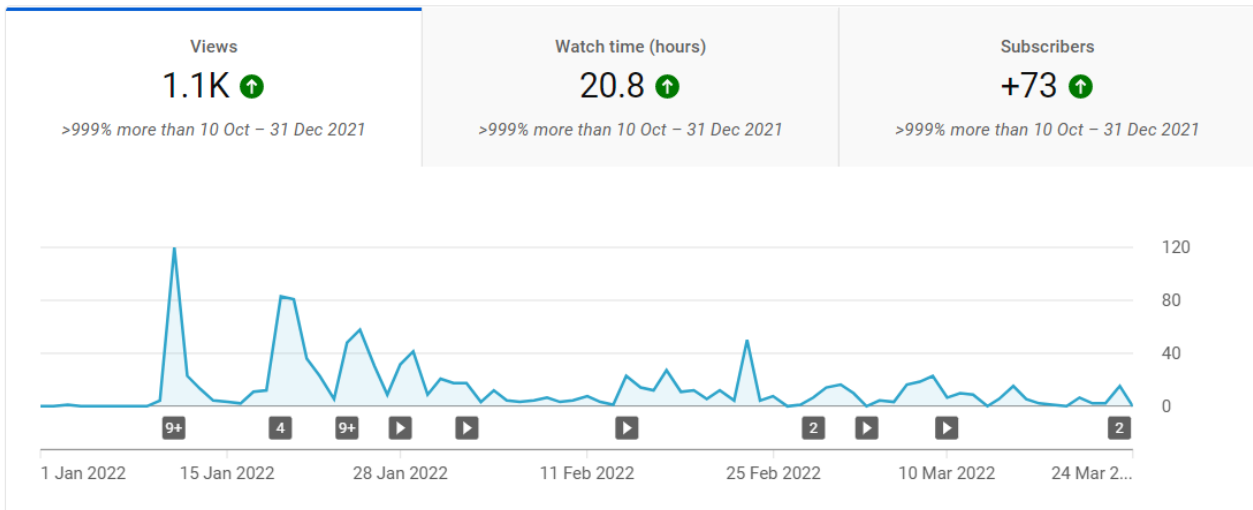 Views
1.1K
>999% more than 10 Oct – 31 Dec 2021
Watch time (hours)
20.8
>999% more than 10 Oct – 31 Dec 2021
Subscribers
+73
>999% more than 10 Oct – 31 Dec 2021
120
80
40
0
9+ 4 9+ 2 2
1 Jan 2022 15 Jan 2022 28 Jan 2022 11 Feb 2022 25 Feb 2022 10 Mar 2022 24 Mar 2...